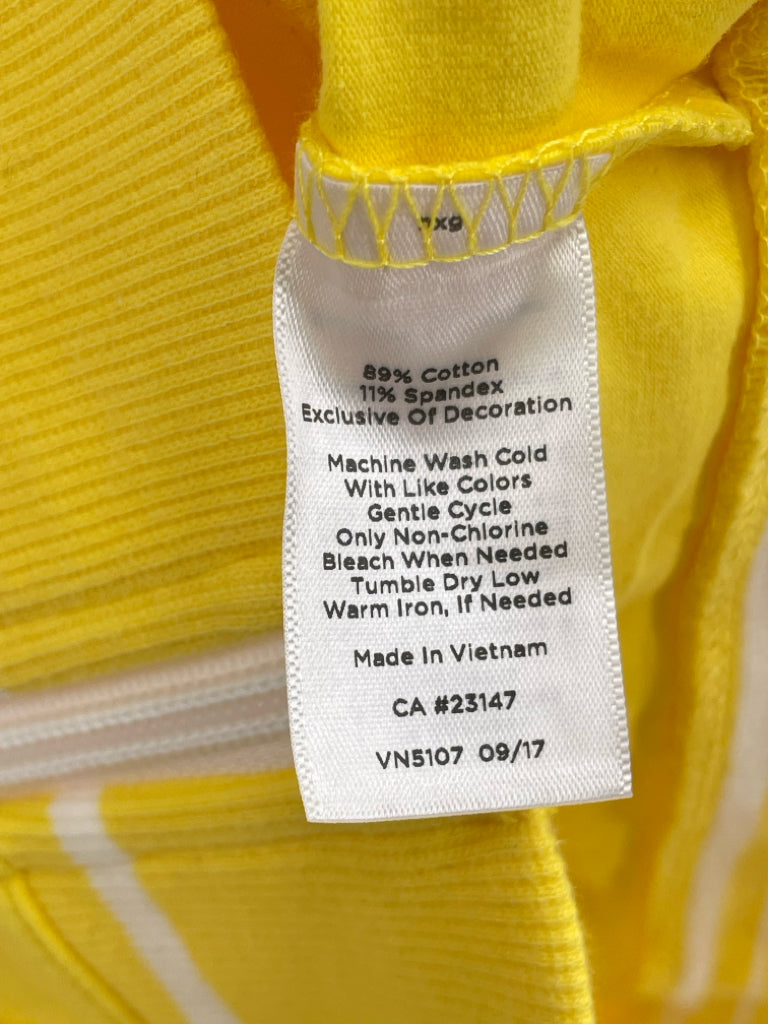 89% Cotton
11% Spandex
Exclusive Of Decoration
Machine Wash Cold
With Like Colors
Gentle Cycle
Only Non-Chlorine
Bleach When Needed
Tumble Dry Low
Warm Iron, If Needed
Made In Vietnam
CA #23147
VN5107 09/17